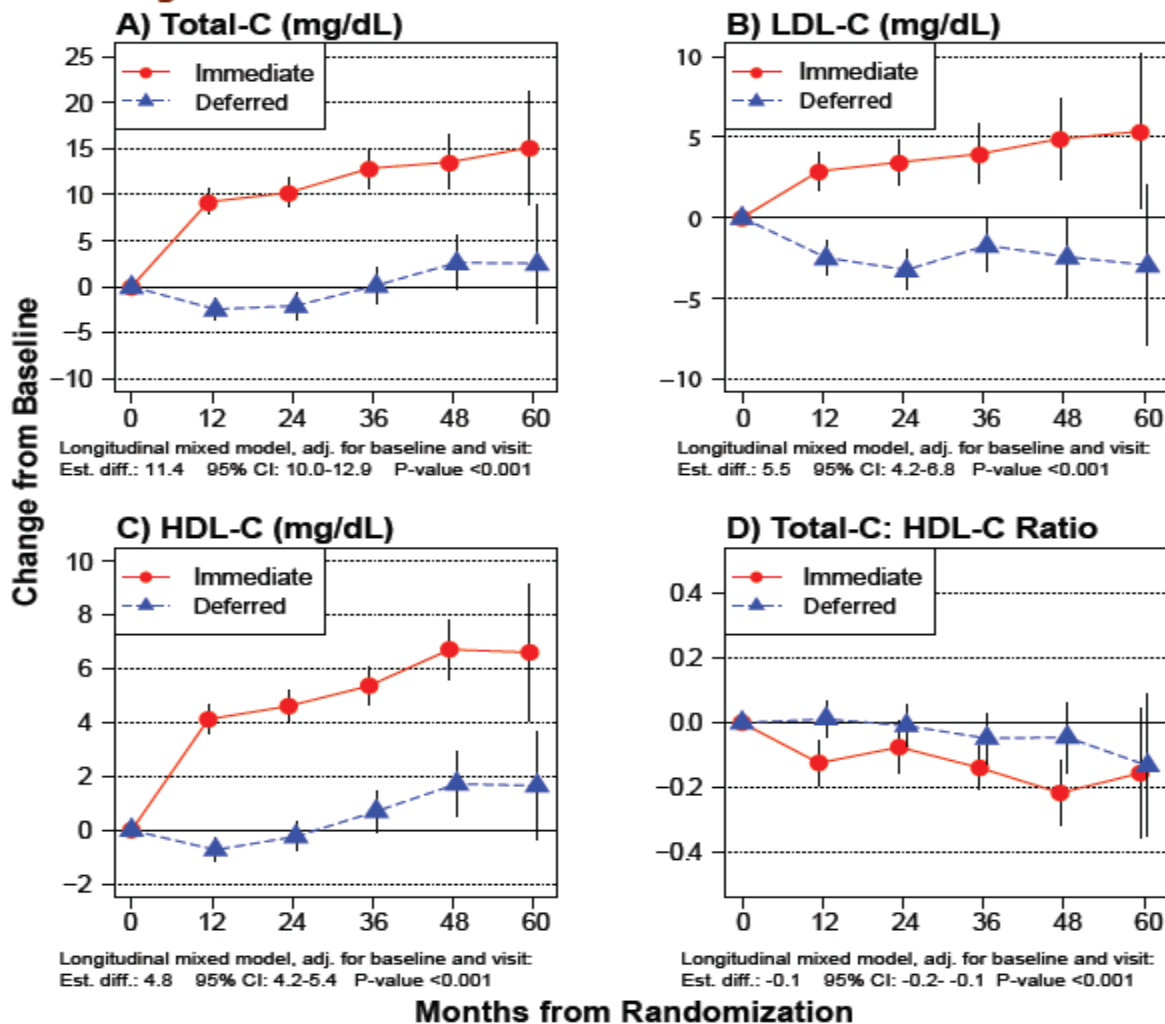 A) Total-C (mg/dL)
Immediate
Deferred
25
20
15
10
5
0
−5
−10
0 12 24 36 48 60
Longitudinal mixed model, adj. for baseline and visit:
Est. diff.: 11.4 95% CI: 10.0-12.9 P-value <0.001
B) LDL-C (mg/dL)
Immediate
Deferred
10
5
0
−5
−10
0 12 24 36 48 60
Longitudinal mixed model, adj. for baseline and visit:
Est. diff.: 5.5 95% CI: 4.2-6.8 P-value <0.001
Change from Baseline
C) HDL-C (mg/dL)
Immediate
Deferred
10
8
6
4
2
0
−2
0 12 24 36 48 60
Longitudinal mixed model, adj. for baseline and visit:
Est. diff.: 4.8 95% CI: 4.2-5.4 P-value <0.001
D) Total-C: HDL-C Ratio
Immediate
Deferred
0.4
0.2
0.0
−0.2
−0.4
0 12 24 36 48 60
Longitudinal mixed model, adj. for baseline and visit:
Est. diff.: -0.1 95% CI: -0.2- -0.1 P-value <0.001
Months from Randomization